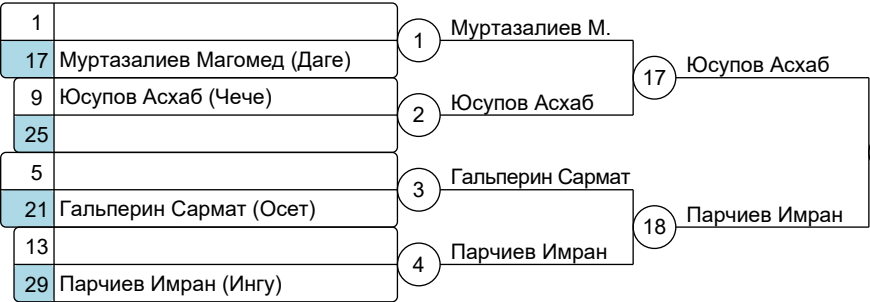 1
17 Муртазалиев Магомед (Даге)
9 Юсупов Асхаб (Чече)
25
5
21 Гальперин Сармат (Осет)
13
29 Парчиев Имран (Ингу)
1
2
3
4
Муртазалиев М.
Юсупов Асхаб
Гальперин Сармат
Парчиев Имран
17
18
Юсупов Асхаб
Парчиев Имран